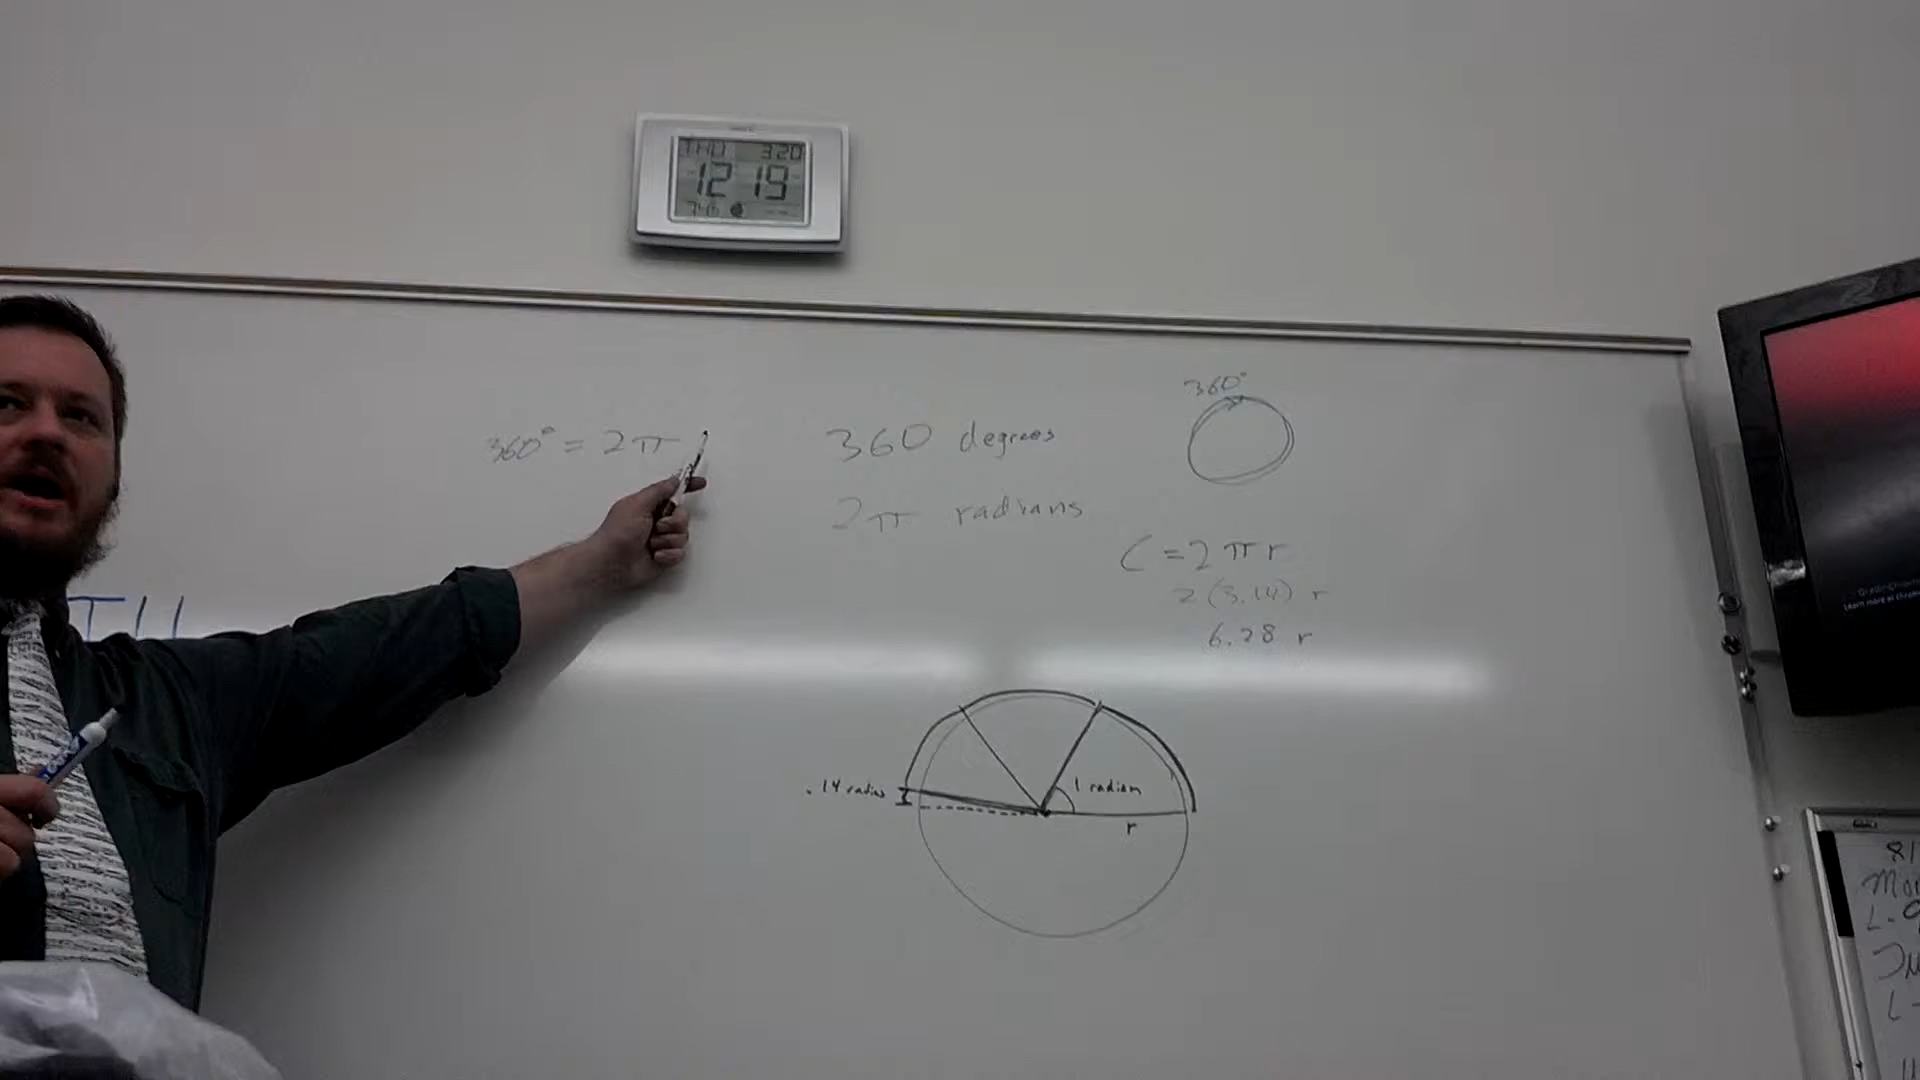 THU 3.20
12 19
360°
360° = 2π
360 degrees
2π radians
C = 2πr
2(3.14) r
6.28 r
.14 radius
1 radian
r